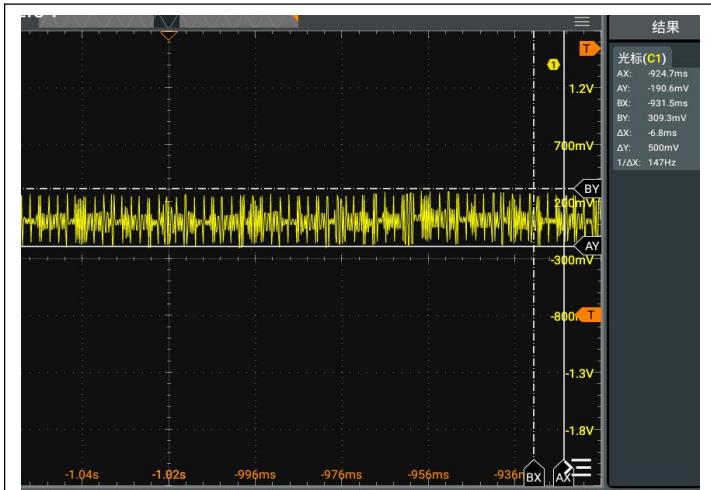 结果
T
光标(C1)
1
AX: -924.7ms
AY: -190.6mV
1.2V
BX: -931.5ms
BY: 309.3mV
ΔX: -6.8ms
ΔY: 500mV
700mV
1/ΔX: 147Hz
BY
200mV
AY
-300mV
T
-1.3V
-1.8V
-1.04s
-1.02s
-996ms
-976ms
-956ms
BX
AX